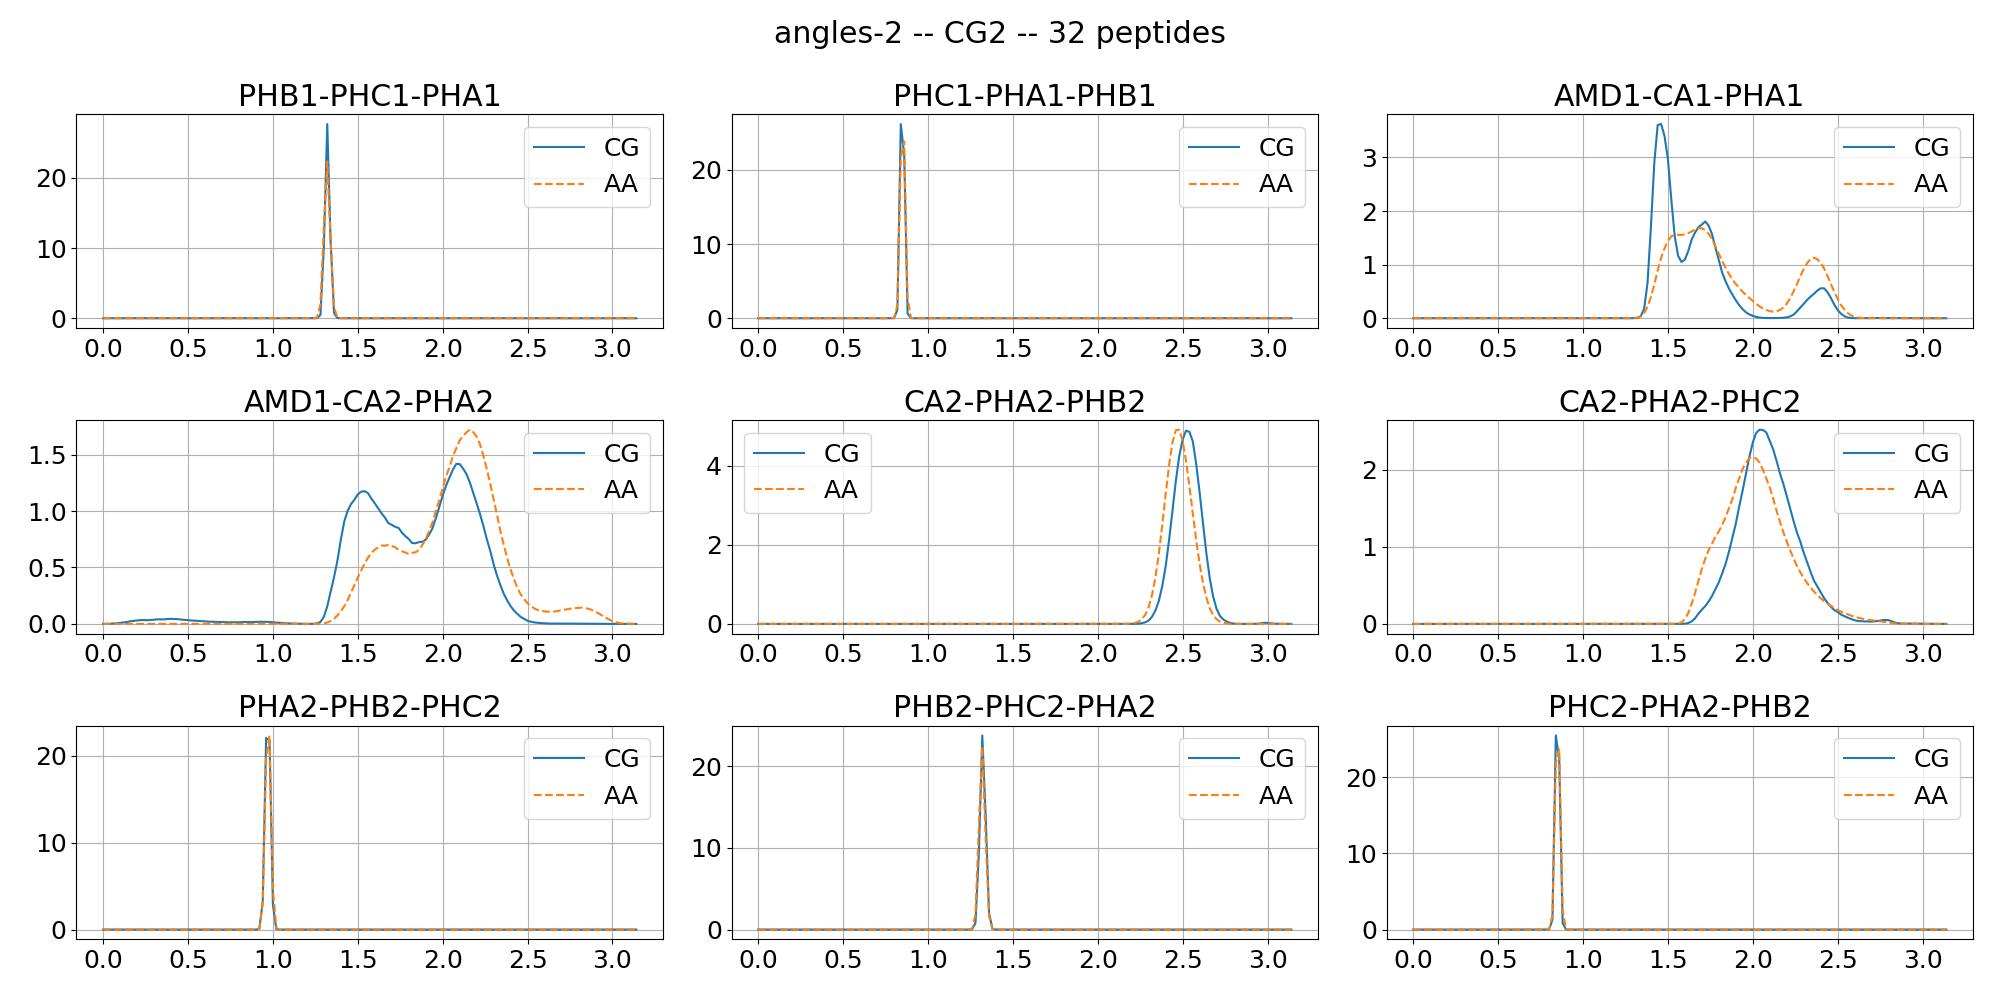 angles-2 -- CG2 -- 32 peptides
PHB1-PHC1-PHA1
CG
AA
20
10
0
0.0 0.5 1.0 1.5 2.0 2.5 3.0
PHC1-PHA1-PHB1
CG
AA
20
10
0
0.0 0.5 1.0 1.5 2.0 2.5 3.0
AMD1-CA1-PHA1
CG
AA
3
2
1
0
0.0 0.5 1.0 1.5 2.0 2.5 3.0
AMD1-CA2-PHA2
CG
AA
1.5
1.0
0.5
0.0
0.0 0.5 1.0 1.5 2.0 2.5 3.0
CA2-PHA2-PHB2
CG
AA
4
2
0
0.0 0.5 1.0 1.5 2.0 2.5 3.0
CA2-PHA2-PHC2
CG
AA
2
1
0
0.0 0.5 1.0 1.5 2.0 2.5 3.0
PHA2-PHB2-PHC2
CG
AA
20
10
0
0.0 0.5 1.0 1.5 2.0 2.5 3.0
PHB2-PHC2-PHA2
CG
AA
20
10
0
0.0 0.5 1.0 1.5 2.0 2.5 3.0
PHC2-PHA2-PHB2
CG
AA
20
10
0
0.0 0.5 1.0 1.5 2.0 2.5 3.0